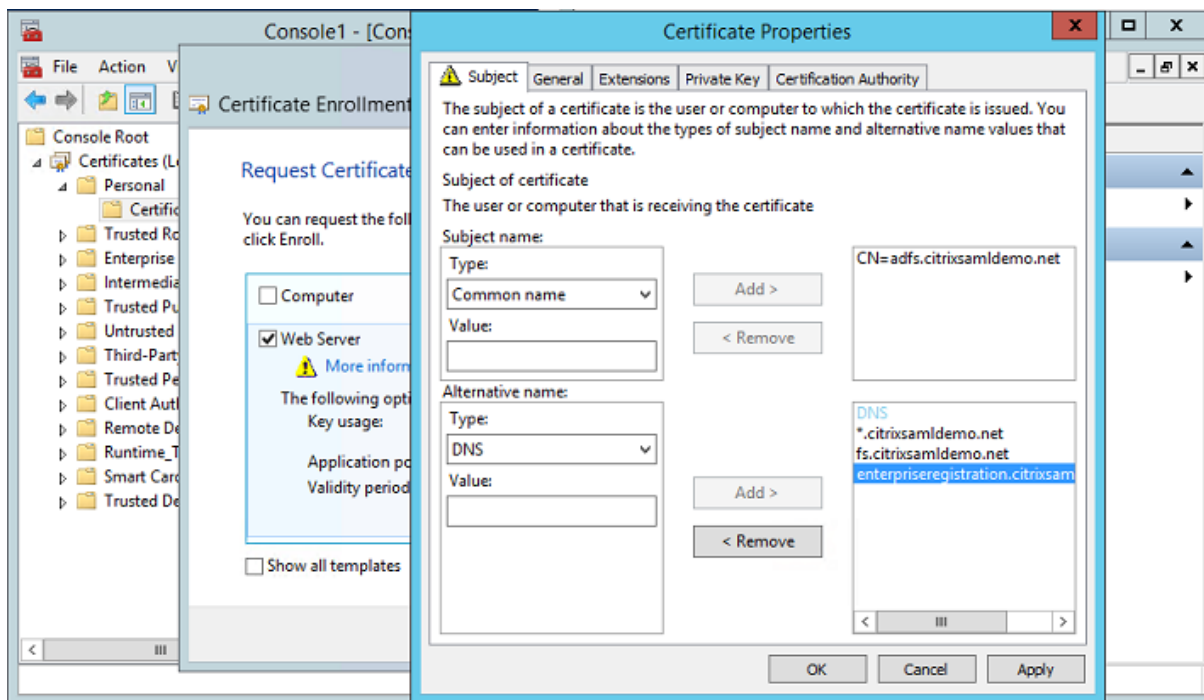 Console1 - [Con
File Action V
Console Root
Certificates (L
Personal
Certific
Trusted Ro
Enterprise
Intermedia
Trusted Pu
Untrusted
Third-Party
Trusted Pe
Client Aut
Remote De
Runtime_T
Smart Card
Trusted De
Certificate Enrollment
Request Certificate
You can request the foll
click Enroll.
Computer
Web Server
More inform
The following opti
Key usage:
Application po
Validity period
Show all templates
Certificate Properties
Subject General Extensions Private Key Certification Authority
The subject of a certificate is the user or computer to which the certificate is issued. You
can enter information about the types of subject name and alternative name values that
can be used in a certificate.
Subject of certificate
The user or computer that is receiving the certificate
Subject name:
Type:
Common name
Value:
Add >
< Remove
CN=adfs.citrixsamldemo.net
Alternative name:
Type:
DNS
Value:
Add >
< Remove
DNS
*.citrixsamldemo.net
fs.citrixsamldemo.net
enterpriseregistration.citrixsam
OK Cancel Apply